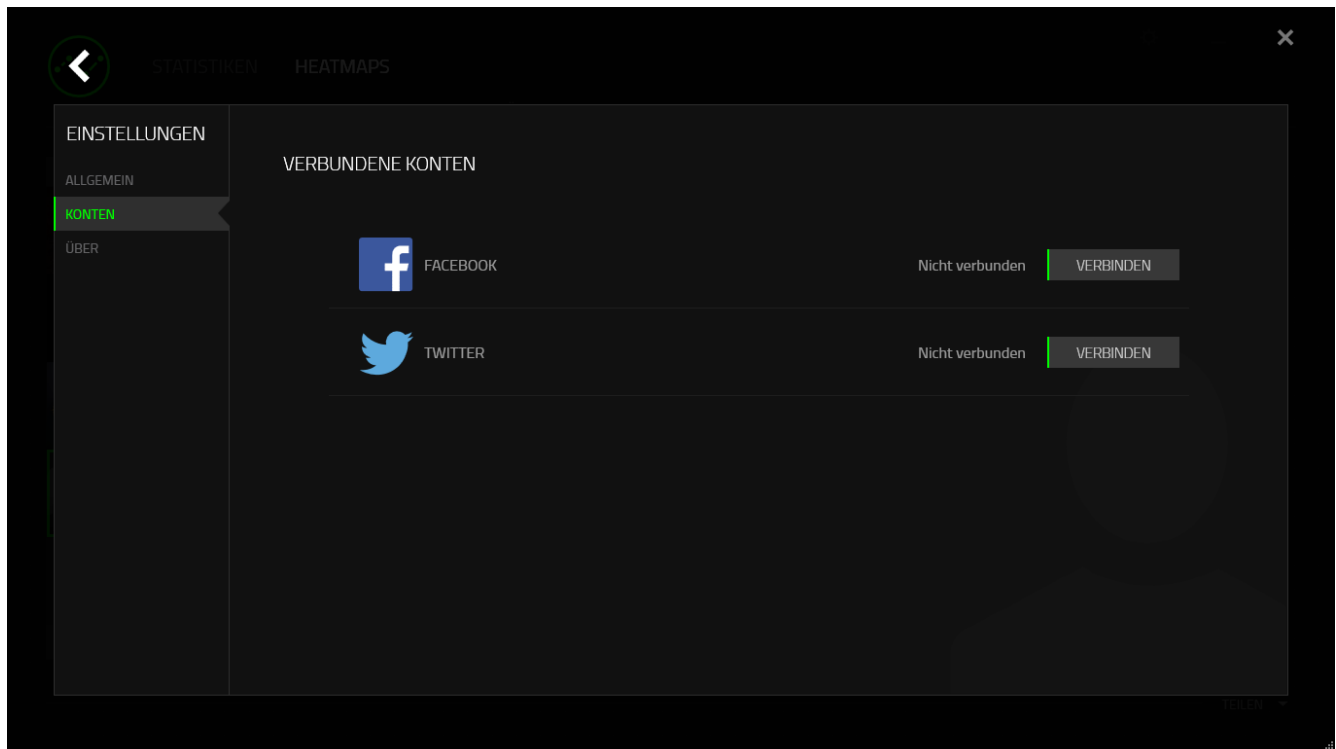 STATISTIKEN HEATMAPS
EINSTELLUNGEN
ALLGEMEIN
KONTEN
ÜBER
VERBUNDENE KONTEN
FACEBOOK Nicht verbunden VERBINDEN
TWITTER Nicht verbunden VERBINDEN
TEILEN